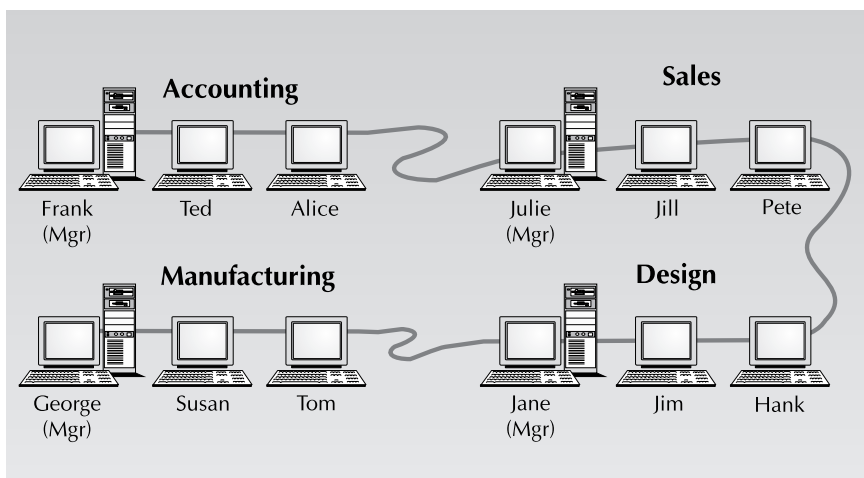 Accounting
Sales
Frank
(Mgr)
Ted
Alice
Julie
(Mgr)
Jill
Pete
Manufacturing
Design
George
(Mgr)
Susan
Tom
Jane
(Mgr)
Jim
Hank